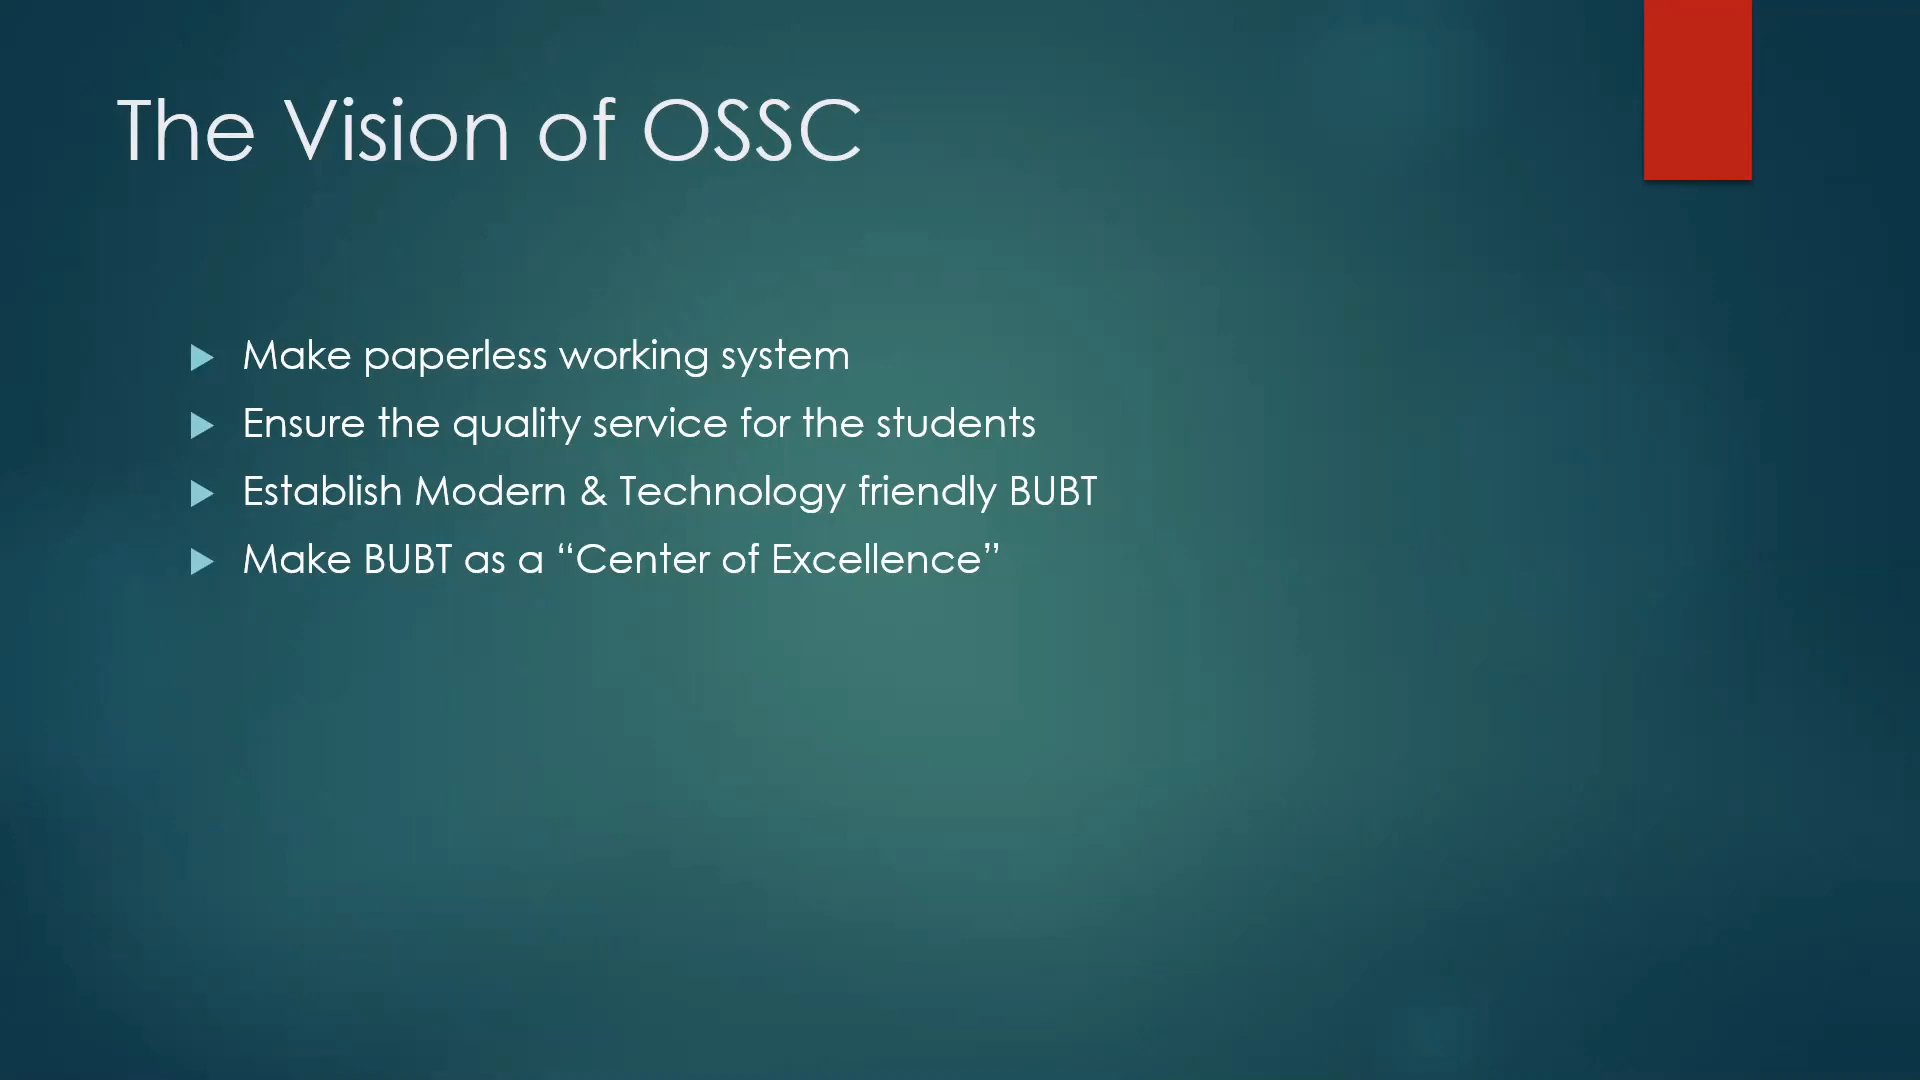 The Vision of OSSC
Make paperless working system
Ensure the quality service for the students
Establish Modern & Technology friendly BUBT
Make BUBT as a “Center of Excellence”